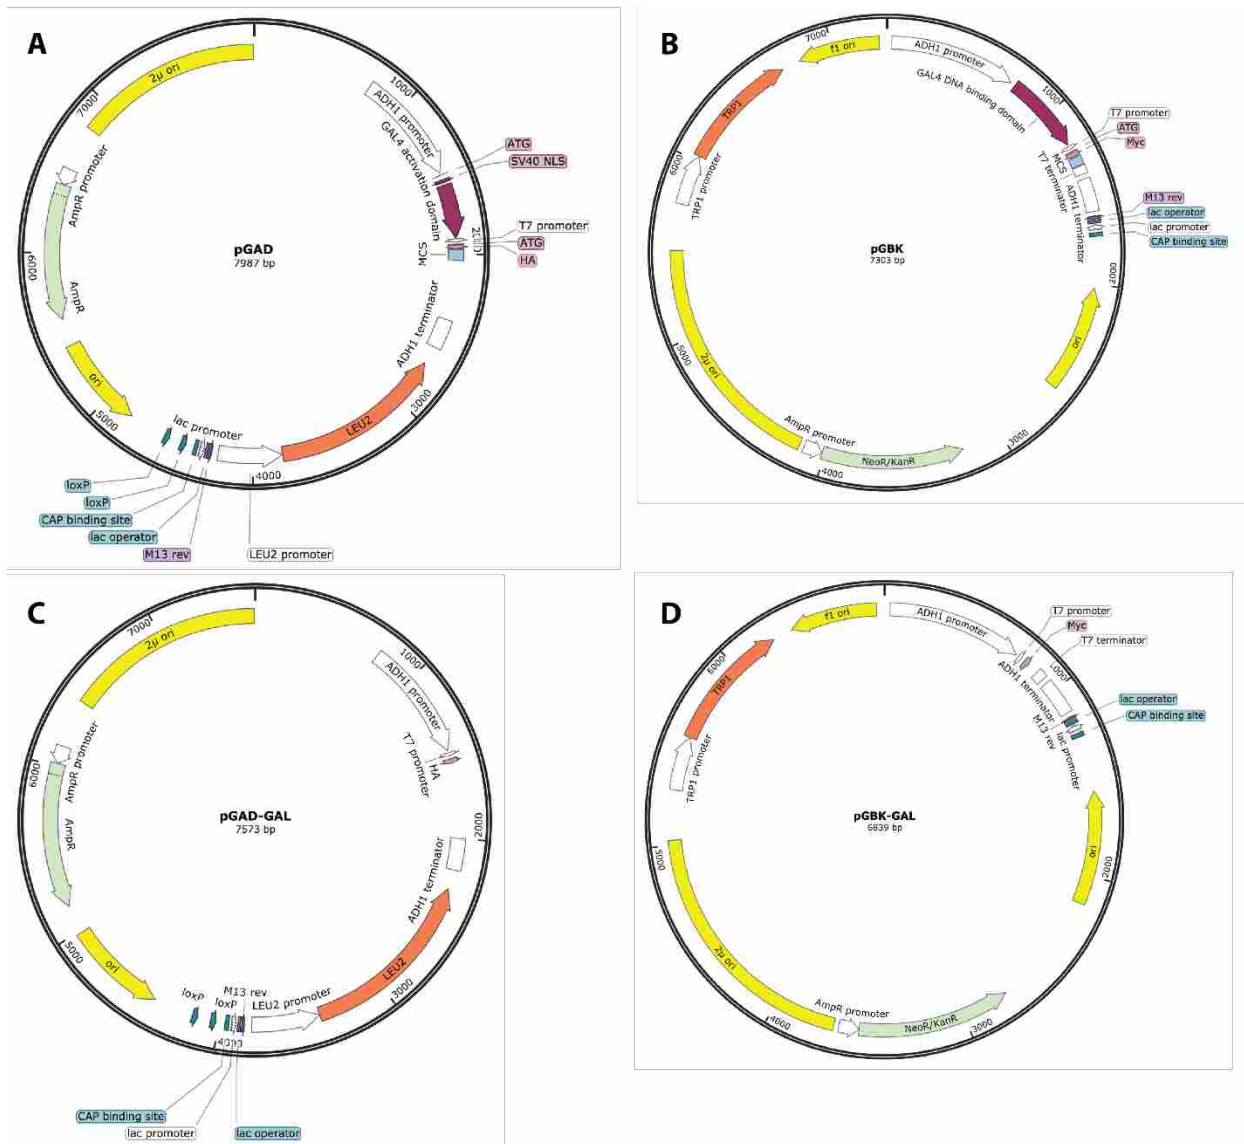 A
2μ ori
7000
1000
ADH1 promoter
GAL4 activation domain
ATG
SV40 NLS
AmpR promoter
T7 promoter
ATG
HA
MCS
pGAD
7987 bp
6000
AmpR
ADH1 terminator
ori
5000
lac promoter
LEU2
3000
4000
loxP
loxP
CAP binding site
lac operator
M13 rev
LEU2 promoter
B
7000
f1 ori
ADH1 promoter
GAL4 DNA binding domain
1000
TRP1
T7 promoter
ATG
Myc
6000
TRP1 promoter
MCS
T7 terminator
ADH1 terminator
M13 rev
lac operator
lac promoter
CAP binding site
pGBK
7303 bp
2000
ori
5000
2μ ori
AmpR promoter
NeoR/KanR
4000
3000
C
2μ ori
7000
1000
ADH1 promoter
T7 promoter
HA
AmpR promoter
6000
AmpR
pGAD-GAL
7573 bp
2000
ADH1 terminator
5000
ori
LEU2
3000
loxP
loxP
M13 rev
LEU2 promoter
4000
CAP binding site
lac promoter
lac operator
D
f1 ori
ADH1 promoter
T7 promoter
Myc
T7 terminator
6000
TRP1
ADH1 terminator
lac operator
CAP binding site
M13 rev
lac promoter
TRP1 promoter
pGBK-GAL
6839 bp
5000
ori
2000
2μ ori
AmpR promoter
NeoR/KanR
4000
3000